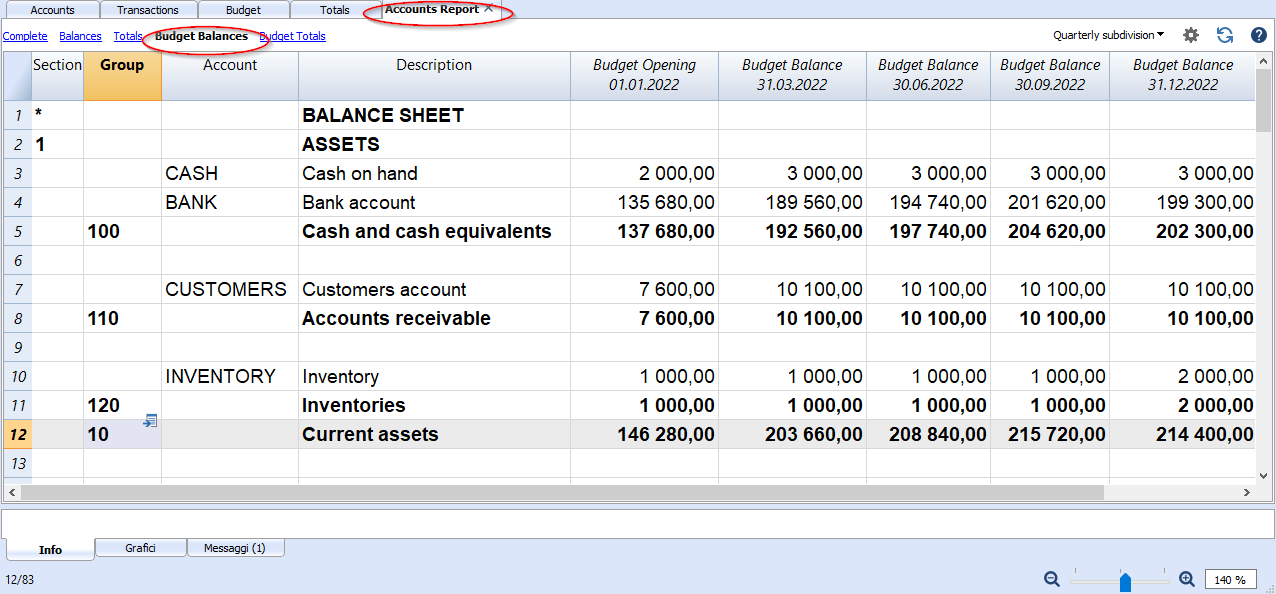 Accounts Transactions Budget Totals Accounts Report
Complete Balances Totals Budget Balances Budget Totals Quarterly subdivision
Section Group Account Description Budget Opening 01.01.2022 Budget Balance 31.03.2022 Budget Balance 30.06.2022 Budget Balance 30.09.2022 Budget Balance 31.12.2022
1 * BALANCE SHEET
2 1 ASSETS
3 CASH Cash on hand 2 000,00 3 000,00 3 000,00 3 000,00 3 000,00
4 BANK Bank account 135 680,00 189 560,00 194 740,00 201 620,00 199 300,00
5 100 Cash and cash equivalents 137 680,00 192 560,00 197 740,00 204 620,00 202 300,00
6
7 CUSTOMERS Customers account 7 600,00 10 100,00 10 100,00 10 100,00 10 100,00
8 110 Accounts receivable 7 600,00 10 100,00 10 100,00 10 100,00 10 100,00
9
10 INVENTORY Inventory 1 000,00 1 000,00 1 000,00 1 000,00 2 000,00
11 120 Inventories 1 000,00 1 000,00 1 000,00 1 000,00 2 000,00
12 10 Current assets 146 280,00 203 660,00 208 840,00 215 720,00 214 400,00
13
Info Grafici Messaggi (1)
12/83 140 %